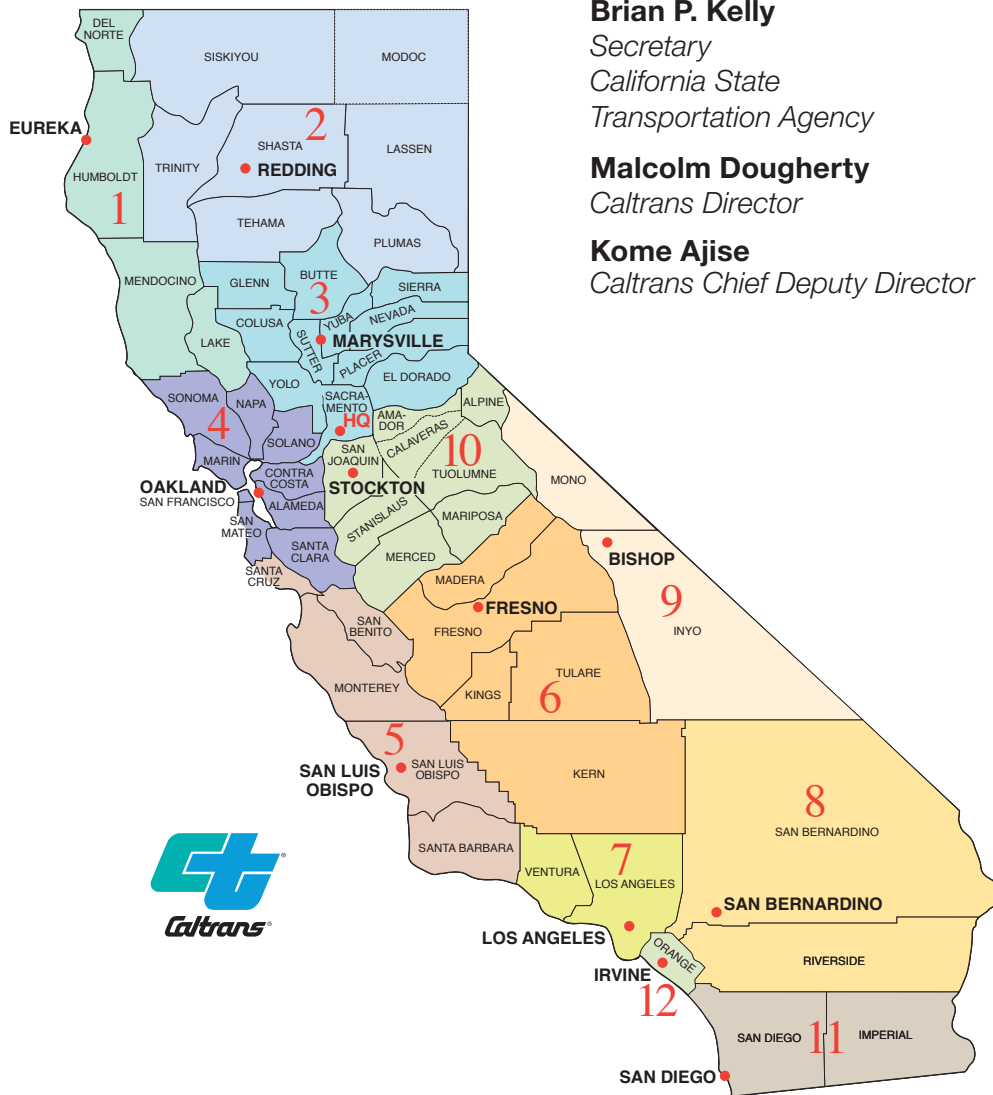 Brian P. Kelly
Secretary
California State
Transportation Agency
Malcolm Dougherty
Caltrans Director
Kome Ajise
Caltrans Chief Deputy Director
DEL
NORTE
SISKIYOU
MODOC
EUREKA
HUMBOLDT
1
TRINITY
2
SHASTA
REDDING
LASSEN
TEHAMA
PLUMAS
MENDOCINO
GLENN
BUTTE
3
SIERRA
COLUSA
YUBA
NEVADA
LAKE
SUTTER
MARYSVILLE
PLACER
YOLO
EL DORADO
SONOMA
NAPA
4
SACRA-
MENTO
HQ
AMA-
DOR
ALPINE
SOLANO
CALAVERAS
MARIN
SAN
JOAQUIN
10
TUOLUMNE
MONO
CONTRA
COSTA
OAKLAND
SAN FRANCISCO
STOCKTON
ALAMEDA
STANISLAUS
MARIPOSA
SAN
MATEO
SANTA
CLARA
MERCED
BISHOP
SANTA
CRUZ
MADERA
9
FRESNO
INYO
SAN
BENITO
FRESNO
MONTEREY
KINGS
TULARE
6
5
SAN LUIS
OBISPO
SAN LUIS
OBISPO
KERN
8
SAN BERNARDINO
SANTA BARBARA
7
VENTURA
LOS ANGELES
SAN BERNARDINO
LOS ANGELES
ORANGE
IRVINE
RIVERSIDE
12
SAN DIEGO
11
IMPERIAL
SAN DIEGO
Ct®
Caltrans®